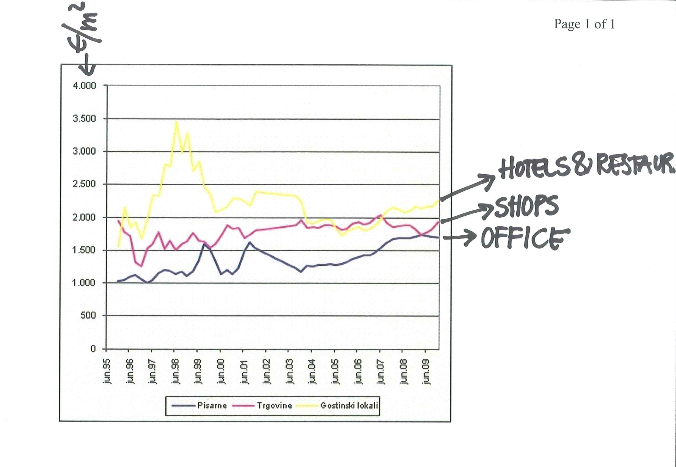 Page 1 of 1
€/m²
4.000
3.500
3.000
2.500
2.000
1.500
1.000
500
0
jun.95
jun.96
jun.97
jun.98
jun.99
jun.00
jun.01
jun.02
jun.03
jun.04
jun.05
jun.06
jun.07
jun.08
jun.09
HOTELS & RESTAUR
SHOPS
OFFICE
Pisarne Trgovine Gostinski lokali